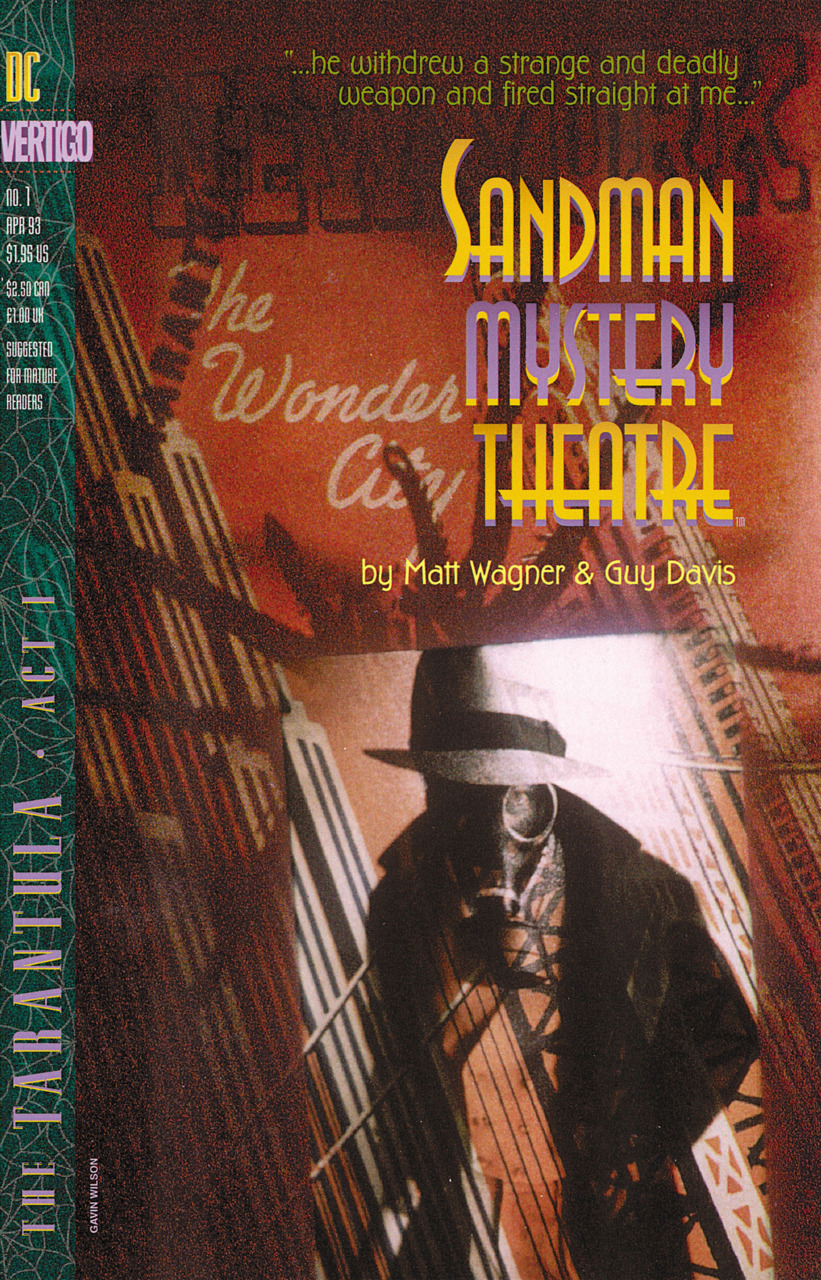 DC
VERTIGO
NO. 1
APR 93
$1.95 US
$2.50 CAN
£1.00 UK
SUGGESTED
FOR MATURE
READERS
THE TARANTULA • ACT I
"...he withdrew a strange and deadly
weapon and fired straight at me..."
SANDMAN
MYSTERY
THEATRE
TM
by Matt Wagner & Guy Davis
The
Wonder
City
GAVIN WILSON